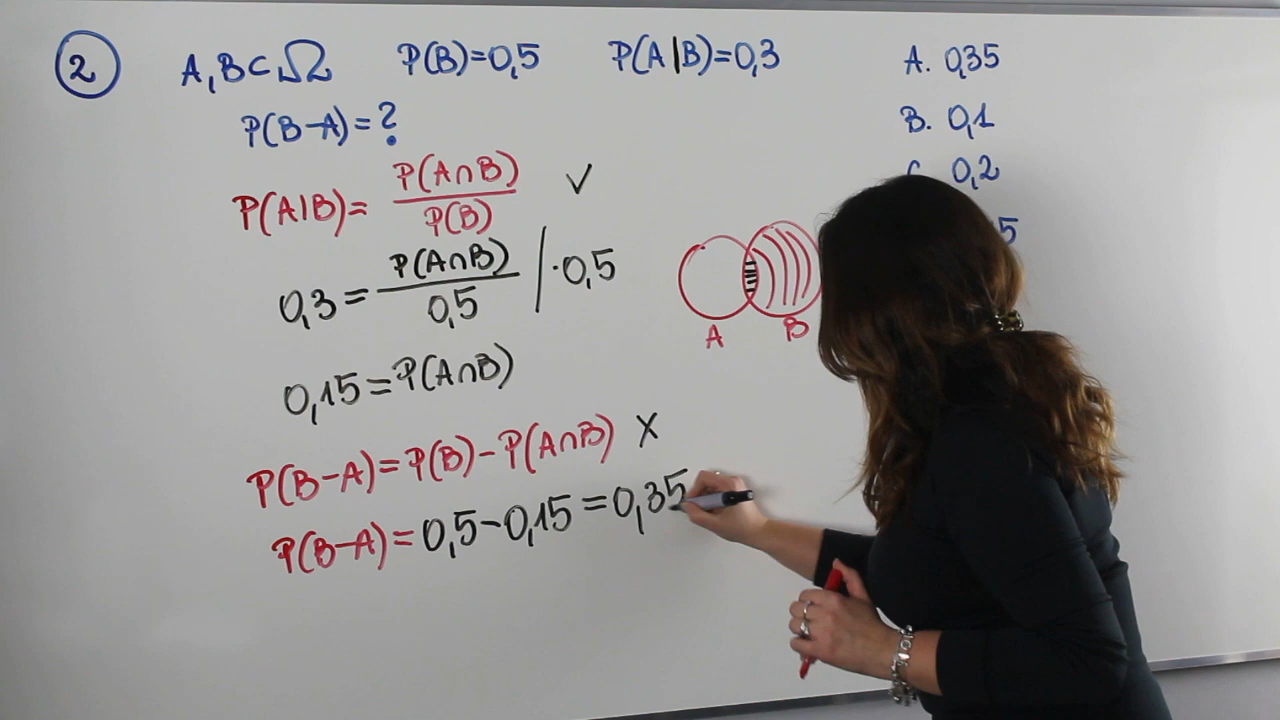 2 A,B⊂Ω P(B)=0,5 P(A|B)=0,3
P(B-A)=?
P(A|B)= P(A∩B)/P(B) ✓
0,3 = P(A∩B)/0,5 /·0,5
0,15=P(A∩B)
P(B-A)=P(B)-P(A∩B) X
P(B-A)=0,5-0,15=0,35
A B
A. 0,35
B. 0,1
0,2
5